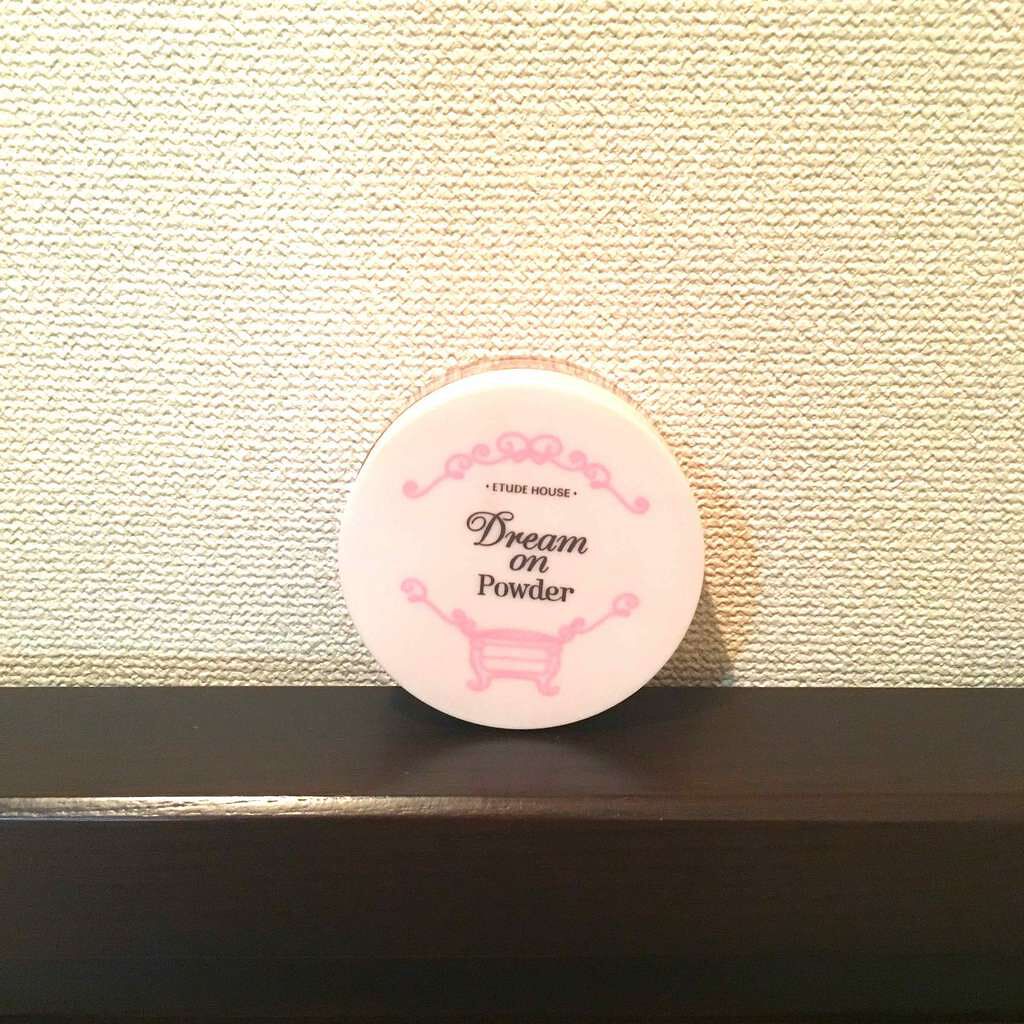 • ETUDE HOUSE •
Dream
on
Powder